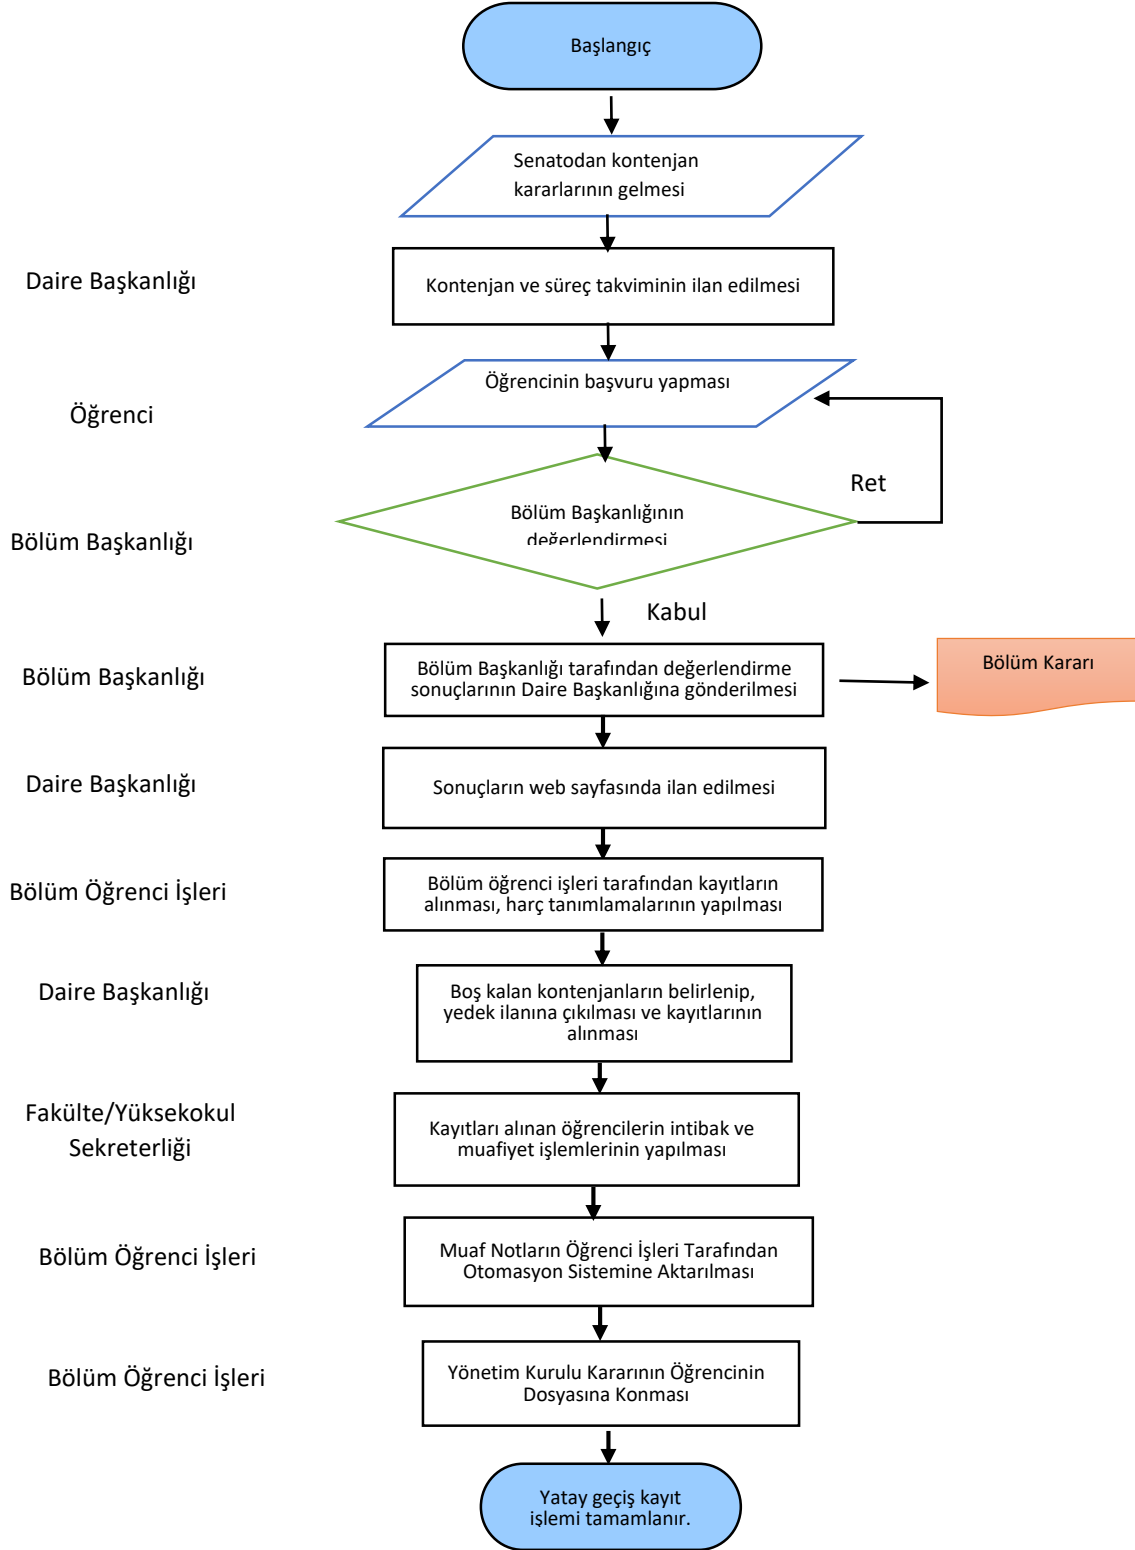 Başlangıç
Senatodan kontenjan
kararlarının gelmesi
Daire Başkanlığı
Kontenjan ve süreç takviminin ilan edilmesi
Öğrencinin başvuru yapması
Öğrenci
Ret
Bölüm Başkanlığının
değerlendirmesi
Bölüm Başkanlığı
Kabul
Bölüm Başkanlığı
Bölüm Başkanlığı tarafından değerlendirme
sonuçlarının Daire Başkanlığına gönderilmesi
Bölüm Kararı
Daire Başkanlığı
Sonuçların web sayfasında ilan edilmesi
Bölüm Öğrenci İşleri
Bölüm öğrenci işleri tarafından kayıtların
alınması, harç tanımlamalarının yapılması
Daire Başkanlığı
Boş kalan kontenjanların belirlenip,
yedek ilanına çıkılması ve kayıtlarının
alınması
Fakülte/Yüksekokul
Sekreterliği
Kayıtları alınan öğrencilerin intibak ve
muafiyet işlemlerinin yapılması
Bölüm Öğrenci İşleri
Muaf Notların Öğrenci İşleri Tarafından
Otomasyon Sistemine Aktarılması
Bölüm Öğrenci İşleri
Yönetim Kurulu Kararının Öğrencinin
Dosyasına Konması
Yatay geçiş kayıt
işlemi tamamlanır.